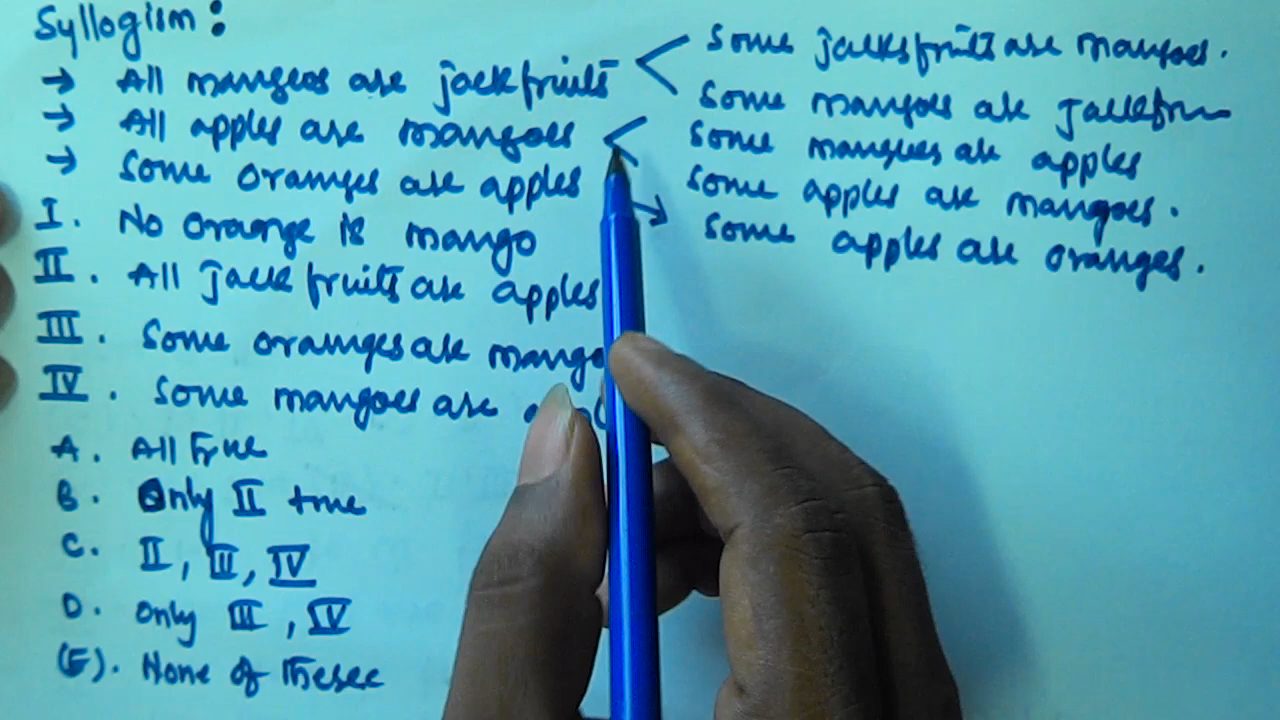 Syllogism:
→ All mangoes are jackfruits
→ All apples are mangoes
→ Some oranges are apples
I. No orange is mango
II. All jackfruits are apples
III. Some oranges are mango
IV. Some mangoes are
A. All true
B. Only II true
C. II, III, IV
D. only III, IV
(E). None of these
Some jacksfruits are mangoes.
Some mangoes are jackfru
Some mangoes are apples
Some apples are mangoes.
Some apples are oranges.